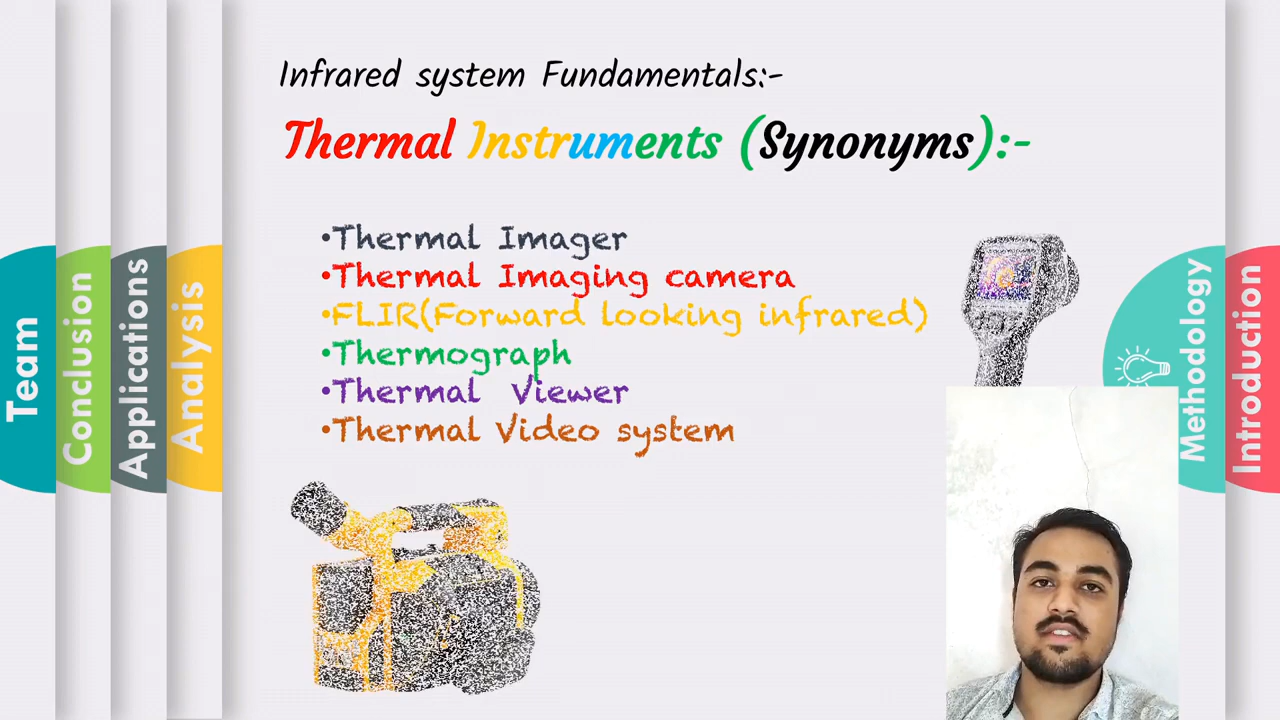 Infrared system Fundamentals:-
Thermal Instruments (Synonyms):-
•Thermal Imager
•Thermal Imaging camera
•FLIR(Forward looking infrared)
•Thermograph
•Thermal Viewer
•Thermal Video system
Team
Conclusion
Applications
Analysis
Methodology
Introduction